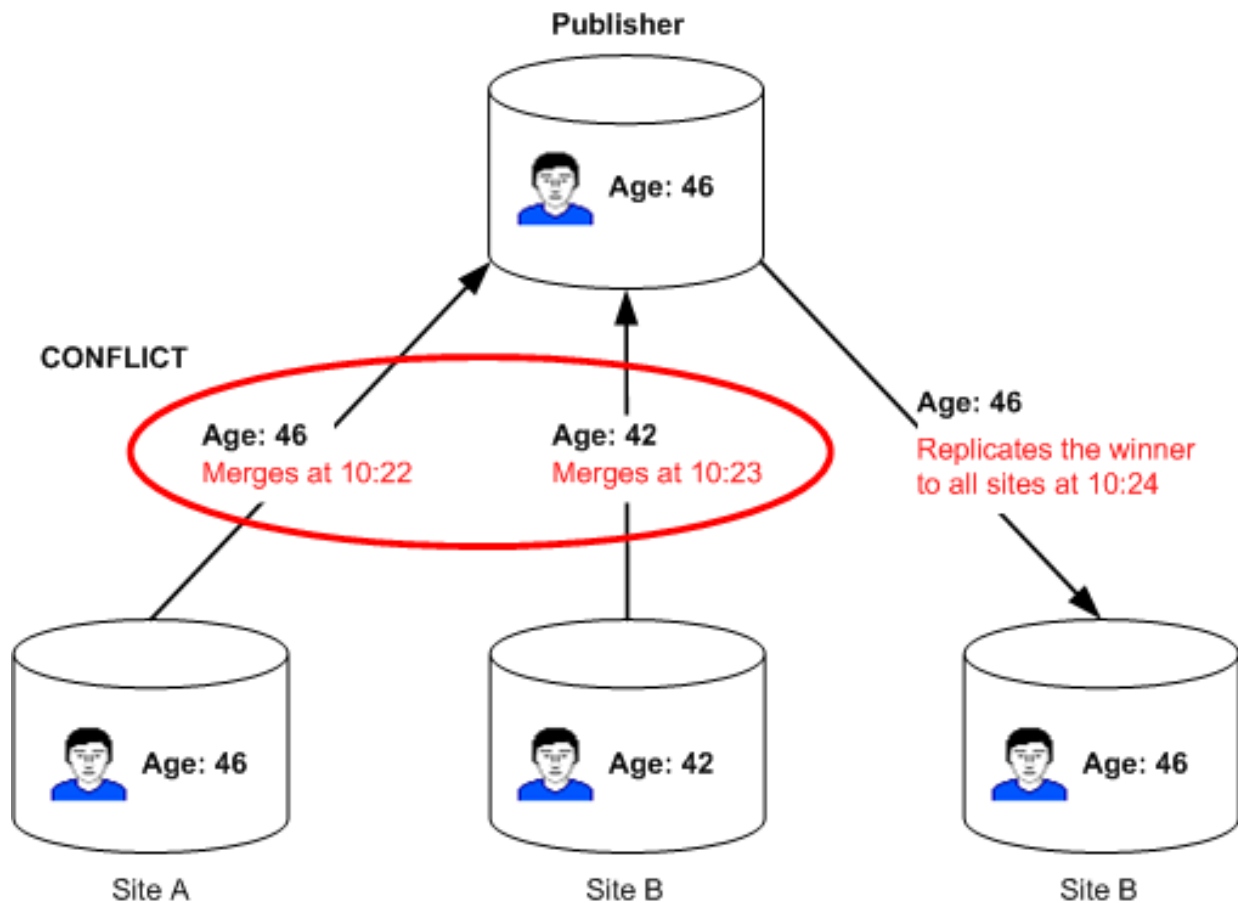 Publisher
Age: 46
CONFLICT
Age: 46
Merges at 10:22
Age: 42
Merges at 10:23
Age: 46
Replicates the winner
to all sites at 10:24
Age: 46
Age: 42
Age: 46
Site A
Site B
Site B